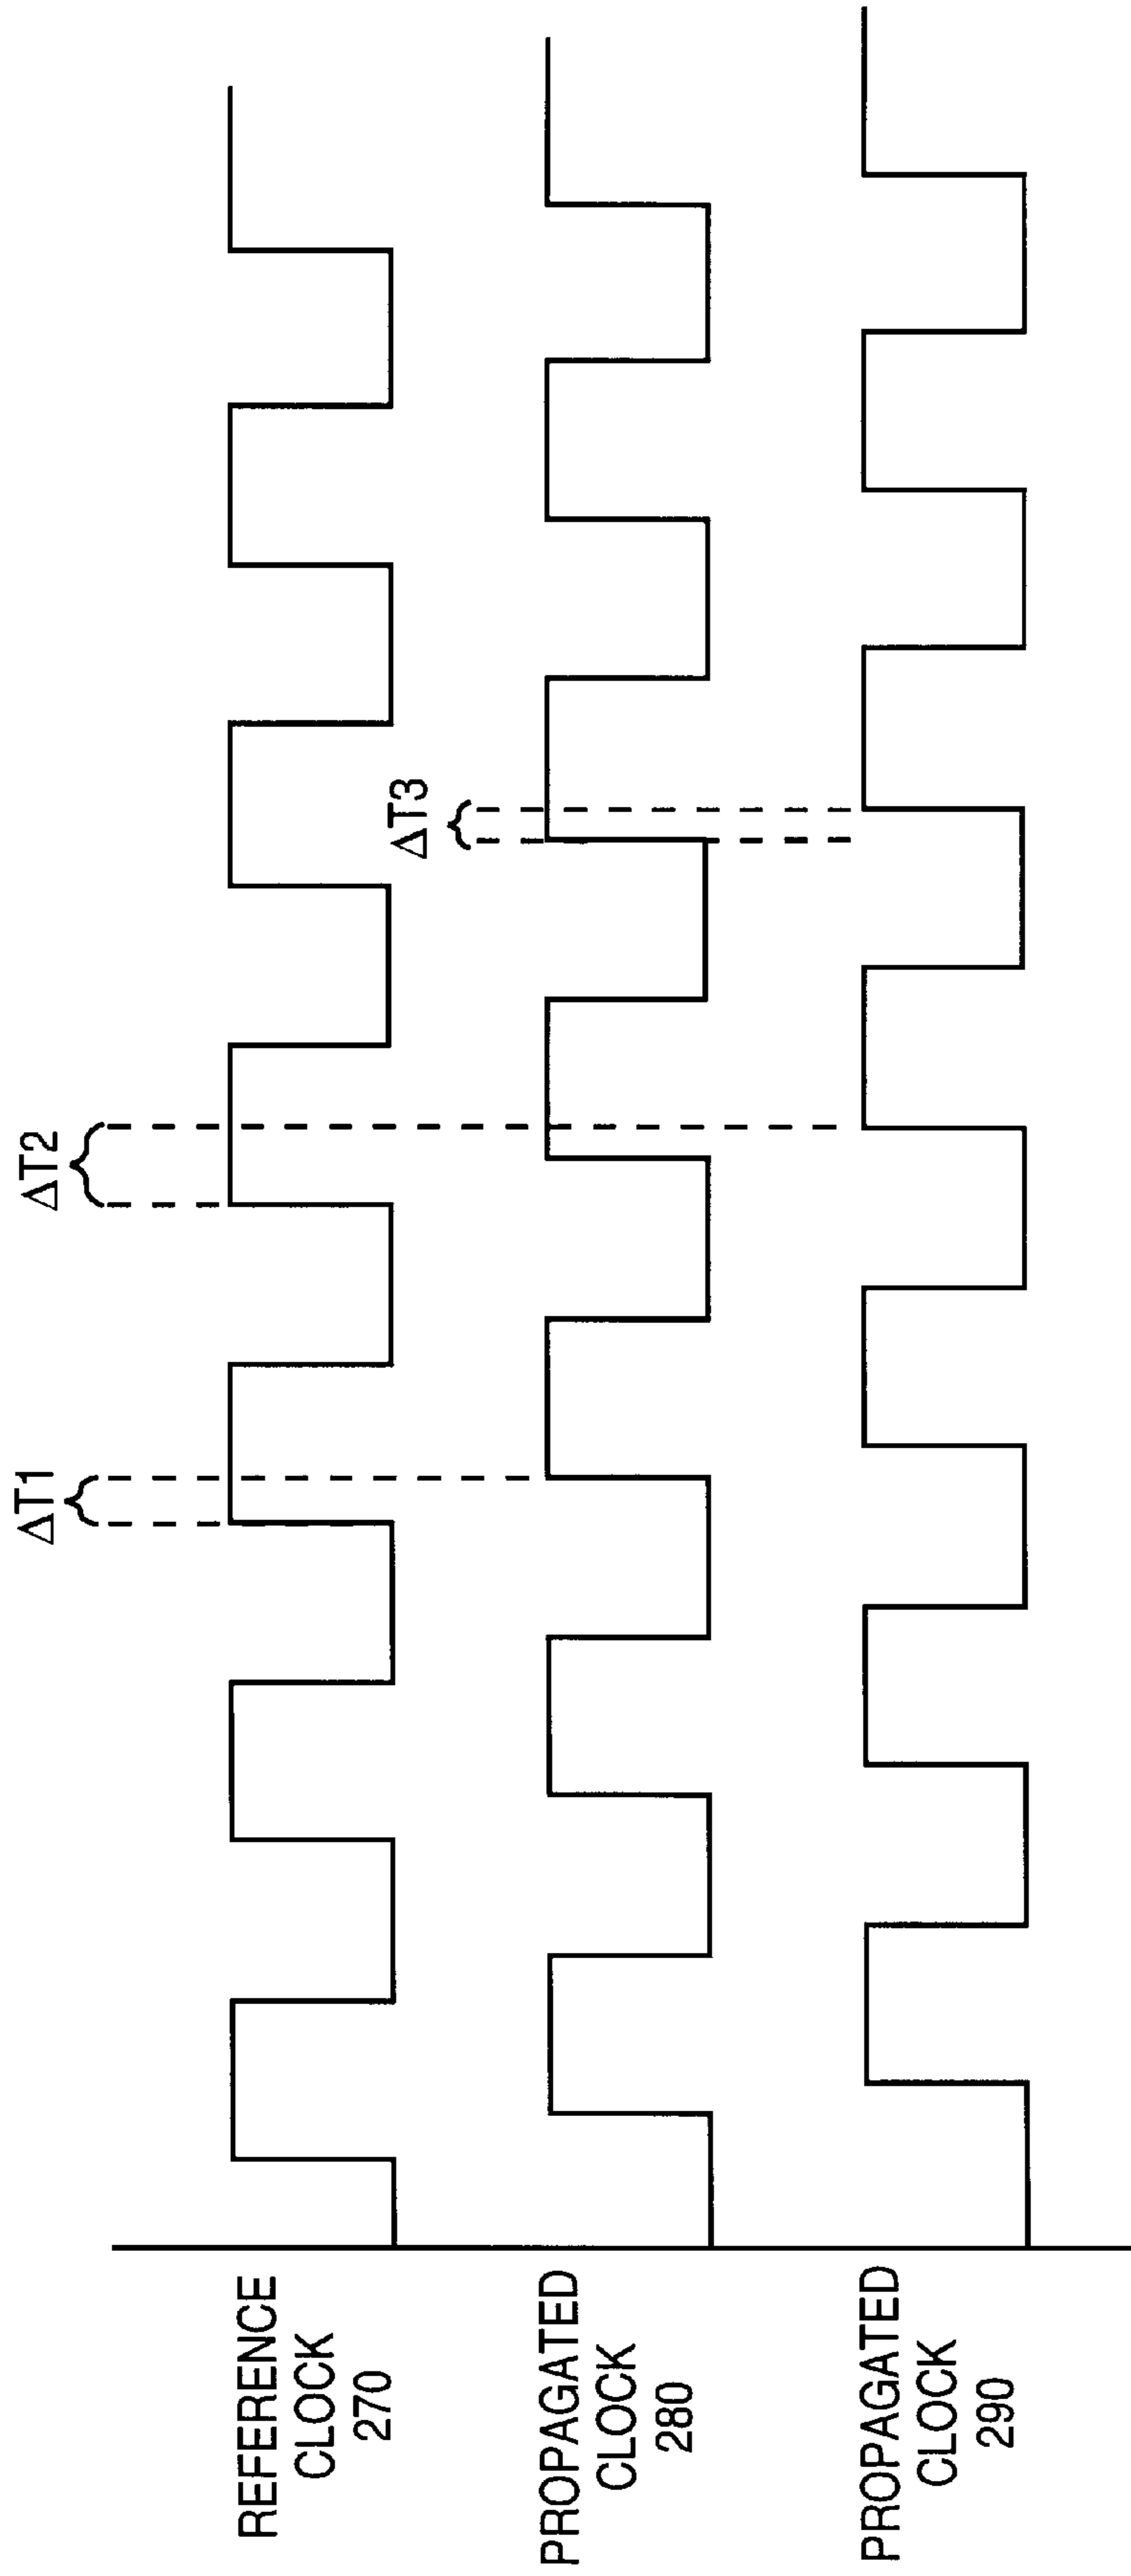 ΔT1
ΔT2
ΔT3
REFERENCE
CLOCK
270
PROPAGATED
CLOCK
280
PROPAGATED
CLOCK
290